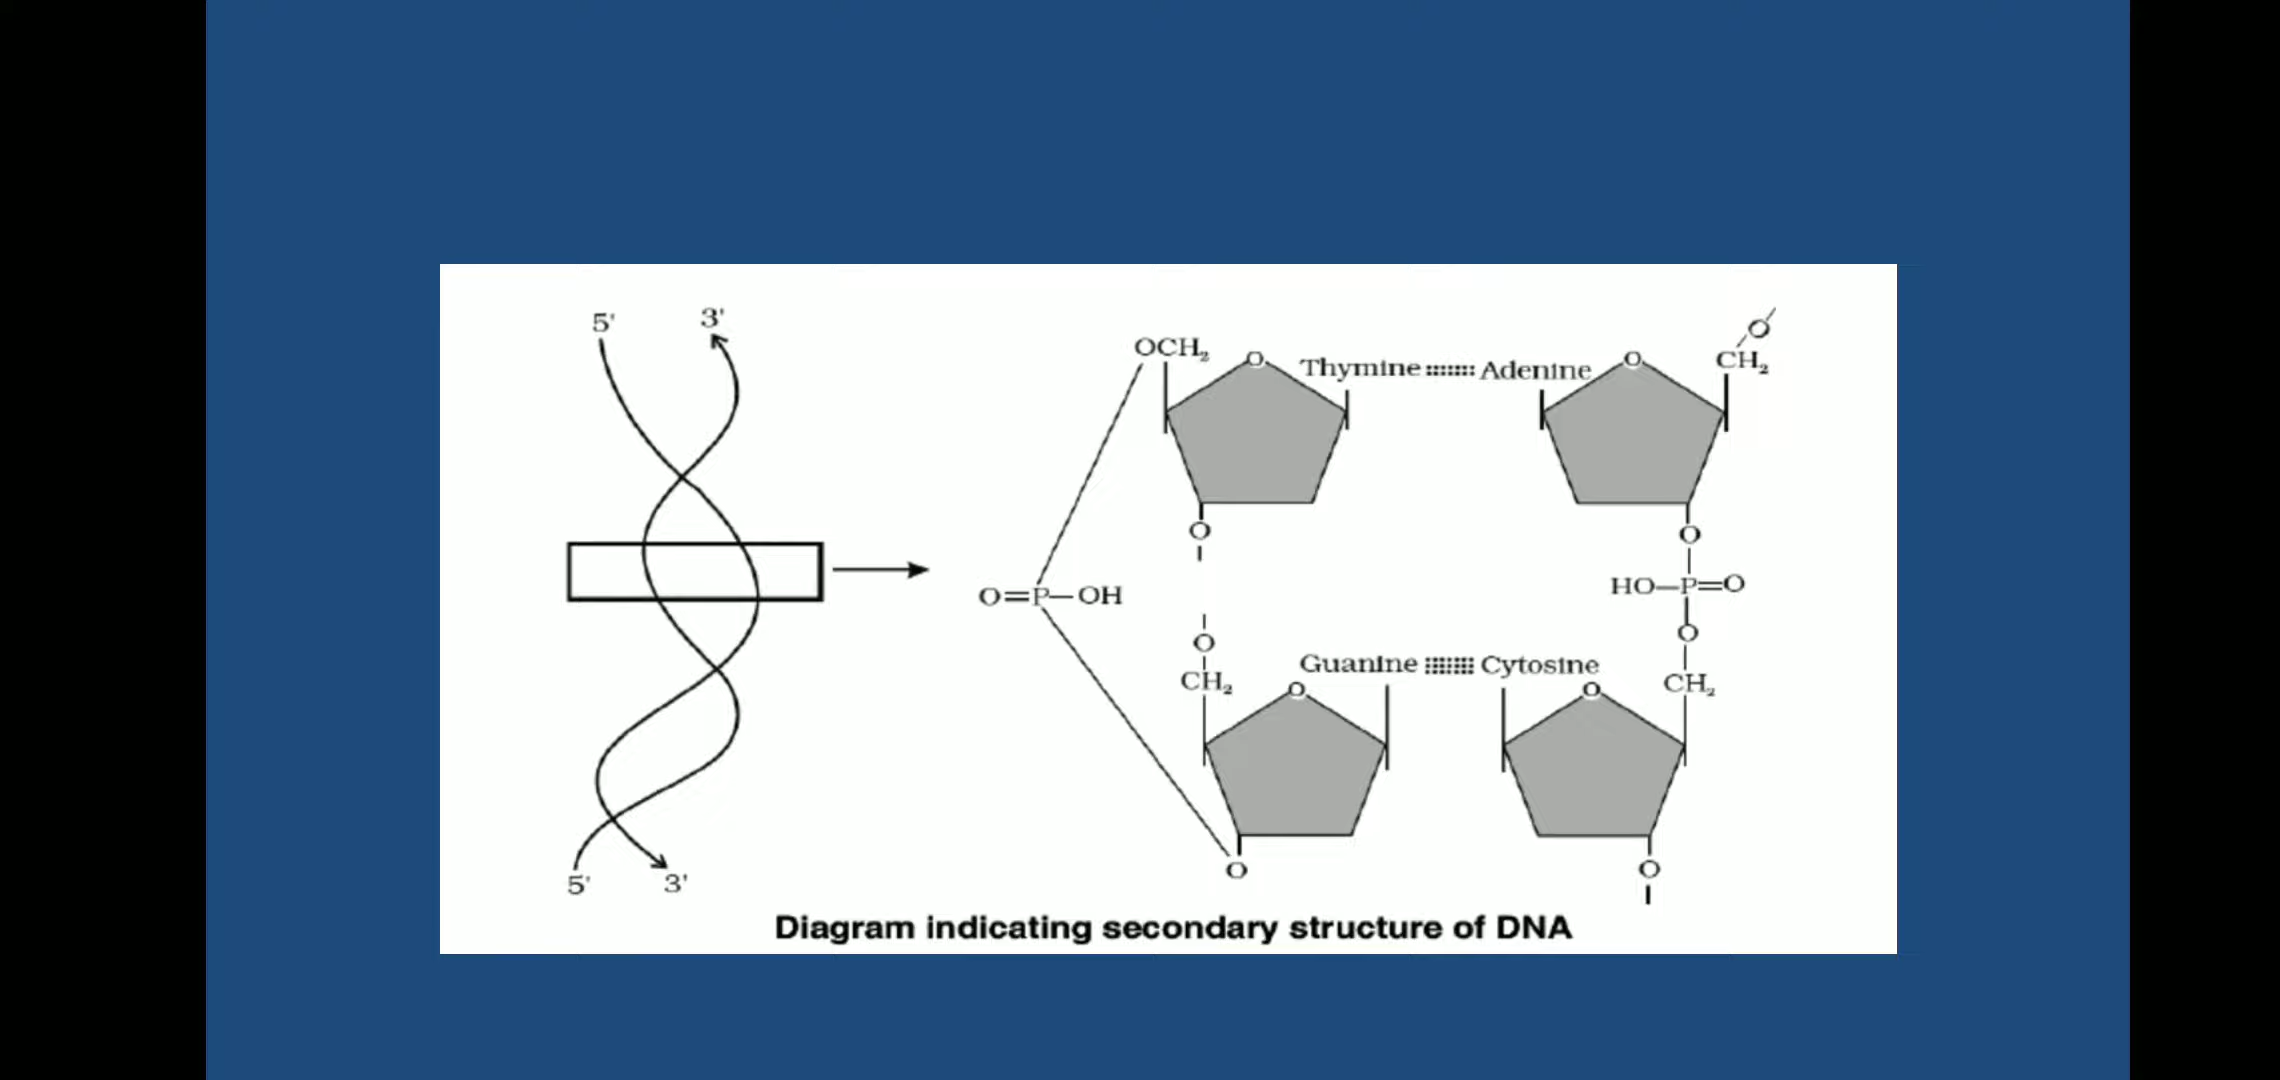 5'
3'
OCH₂
O
Thymine
Adenine
O
O
CH₂
O
O
O=P—OH
HO—P=O
O
O
CH₂
Guanine
Cytosine
CH₂
O
O
5'
3'
O
O
Diagram indicating secondary structure of DNA